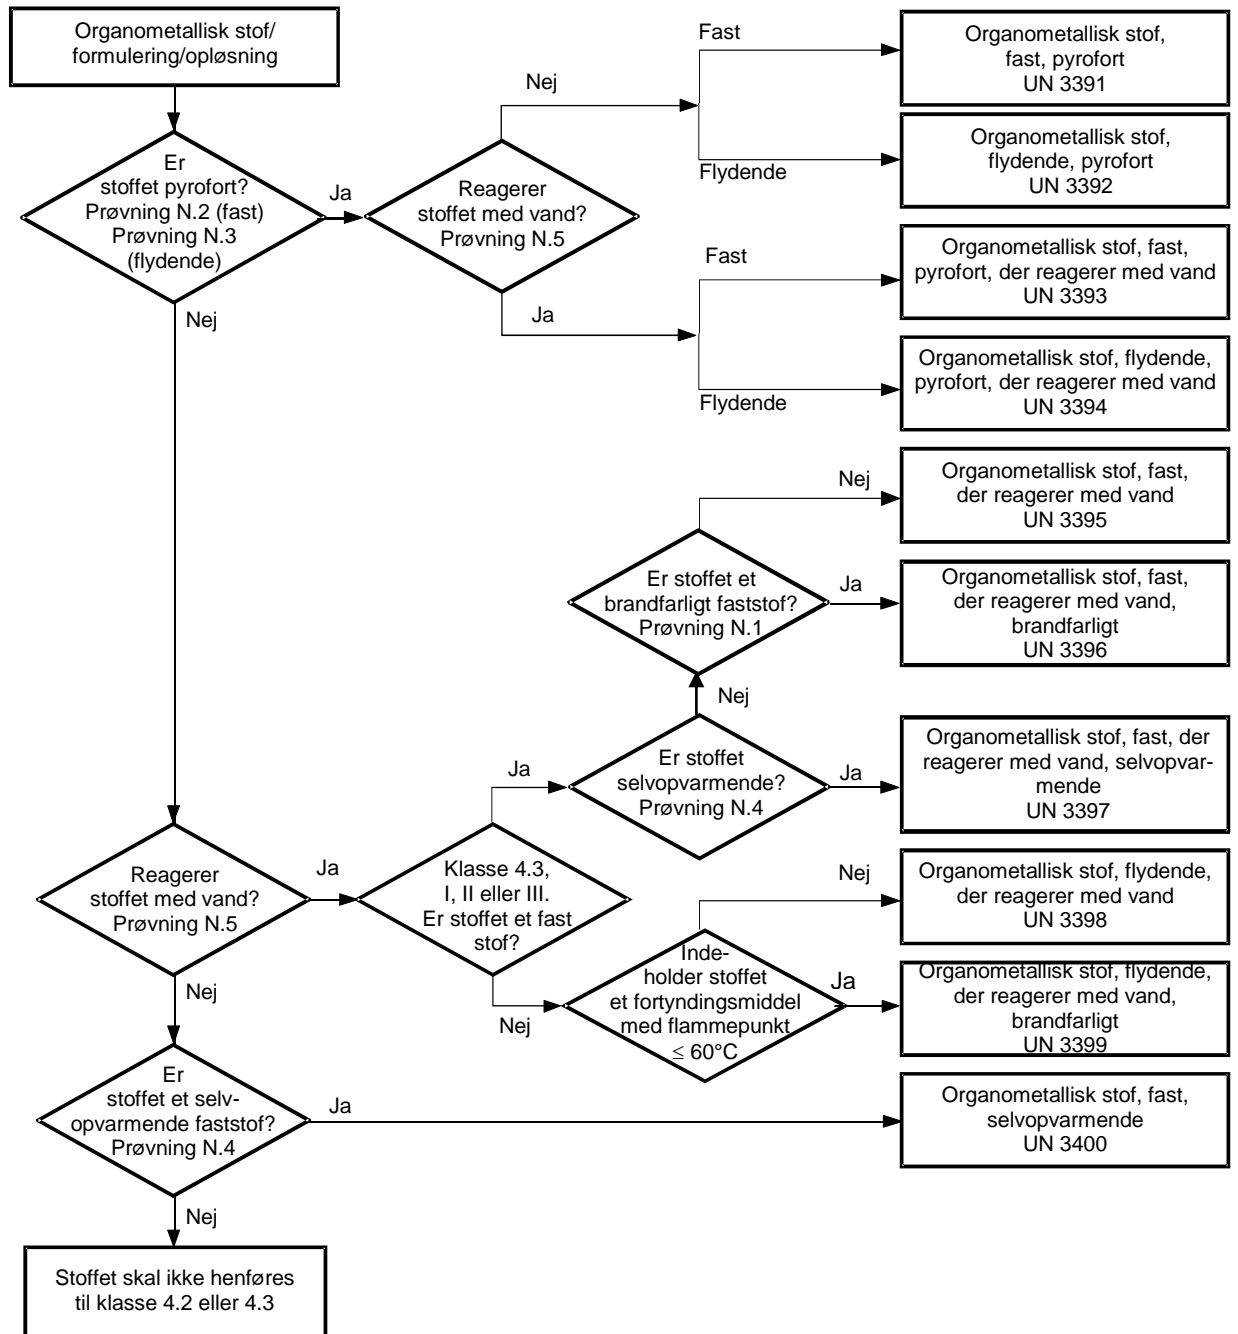 Organometallisk stof/
formulering/opløsning
Fast
Organometallisk stof,
fast, pyrofort
UN 3391
Nej
Er
stoffet pyrofort?
Prøvning N.2 (fast)
Prøvning N.3
(flydende)
Ja
Reagerer
stoffet med vand?
Prøvning N.5
Flydende
Organometallisk stof,
flydende, pyrofort
UN 3392
Fast
Organometallisk stof, fast,
pyrofort, der reagerer med vand
UN 3393
Ja
Nej
Flydende
Organometallisk stof, flydende,
pyrofort, der reagerer med vand
UN 3394
Nej
Organometallisk stof, fast,
der reagerer med vand
UN 3395
Er stoffet et
brandfarligt faststof?
Prøvning N.1
Ja
Organometallisk stof, fast,
der reagerer med vand,
brandfarligt
UN 3396
Nej
Ja
Er stoffet
selvopvarmende?
Prøvning N.4
Ja
Organometallisk stof, fast, der
reagerer med vand, selvopvar-
mende
UN 3397
Reagerer
stoffet med vand?
Prøvning N.5
Ja
Klasse 4.3,
I, II eller III.
Er stoffet et fast
stof?
Nej
Organometallisk stof, flydende,
der reagerer med vand
UN 3398
Nej
Nej
Inde-
holder stoffet
et fortyndingsmiddel
med flammepunkt
≤ 60°C
Ja
Organometallisk stof, flydende,
der reagerer med vand,
brandfarligt
UN 3399
Er
stoffet et selv-
opvarmende faststof?
Prøvning N.4
Ja
Organometallisk stof, fast,
selvopvarmende
UN 3400
Nej
Stoffet skal ikke henføres
til klasse 4.2 eller 4.3